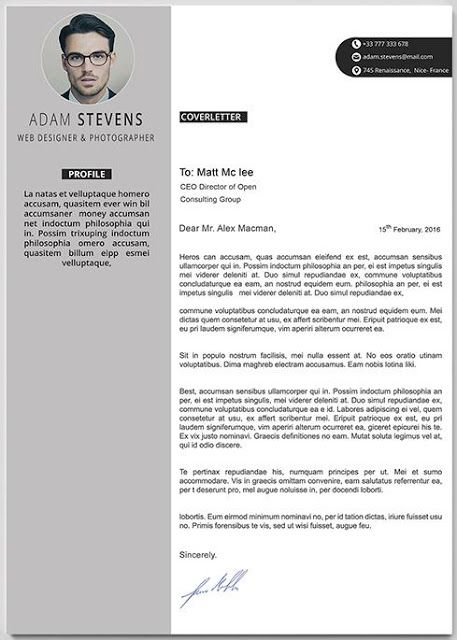 +33 777 333 678
adam.stevens@mail.com
745 Renaissance, Nice- France
ADAM STEVENS
WEB DESIGNER & PHOTOGRAPHER
PROFILE
La natas et velluptaque homero
accusam, quasitem ever win bil
accumsaner money accumsan
net indoctum philosophia qui
in. Possim trixuping indoctum
philosophia omero accusam,
quasitem billum eipp esmei
velluptaque,
COVERLETTER
To: Matt Mc lee
CEO Director of Open
Consulting Group
Dear Mr. Alex Macman,
15th February, 2016
Heros can accusam, quas accumsan eleifend ex est, accumsan sensibus
ullamcorper qui in. Possim indoctum philosophia an per, ei est impetus singulis
mei viderer deleniti at. Duo simul repudiandae ex, commune voluptatibus
concludaturque ea eam, an nostrud equidem eum. philosophia an per, ei est
impetus singulis mei viderer deleniti at. Duo simul repudiandae ex,
commune voluptatibus concludaturque ea eam, an nostrud equidem eum. Mei
dictas quem consetetur at usu, ex affert scribentur mei. Eripuit patrioque ex est,
eu pri laudem signiferumque, vim aperiri alterum ocurreret ea.
Sit in populo nostrum facilisis, mei nulla essent at. No eos oratio utinam
voluptatibus. Dima maghreb electram accusamus. Eam nobis lotina liki.
Best, accumsan sensibus ullamcorper qui in. Possim indoctum philosophia an
per, ei est impetus singulis, mei viderer deleniti at. Duo simul repudiandae ex,
commune voluptatibus concludaturque ea e id. Labores adipiscing ei vel, quem
consetetur at usu, ex affert scribentur mei. Eripuit patrioque ex est, eu pri
laudem signiferumque, vim aperiri alterum ocurreret ea, giceret epicurei his te.
Ex vix justo nominavi. Graecis definitiones no eam. Mutat soluta legimus vel at,
qui id odio discere.
Te pertinax repudiandae his, numquam principes per ut. Mei et sumo
accommodare. Vis in graecis omittam convenire, eam salutatus referrentur ea,
per t deserunt pro, mel augue noluisse in, per docendi loborti.
lobortis. Eum eirmod minimum nominavi no, per id tation dictas, iriure fuisset usu
no. Primis forensibus te vis, sed ut wisi fuisset, augue feu.
Sincerely.